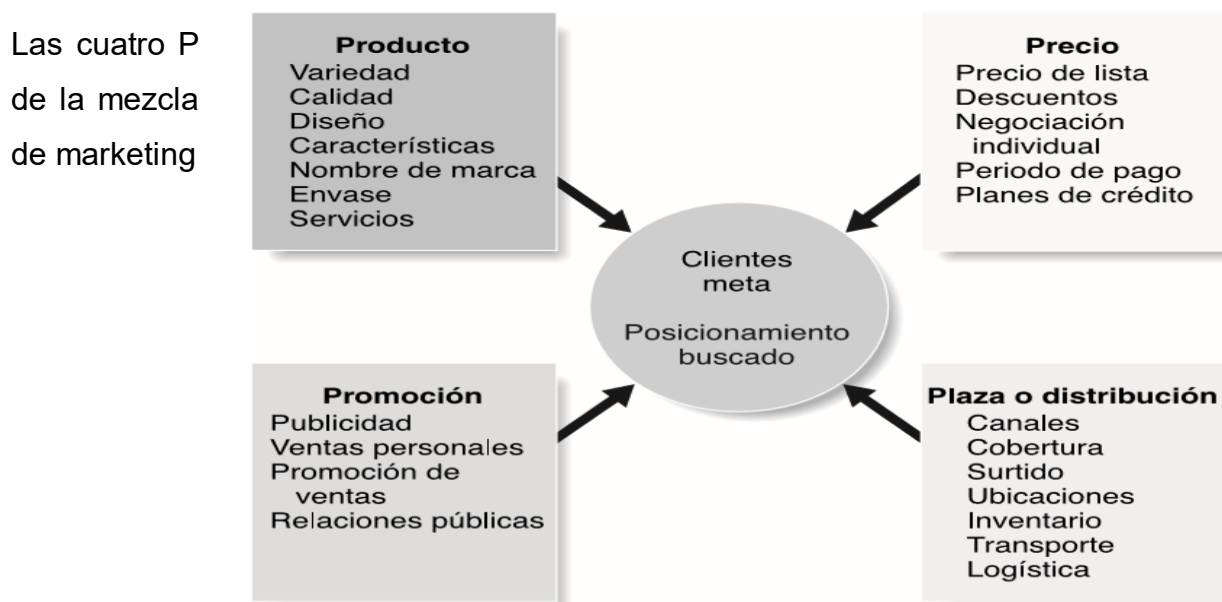 Las cuatro P
de la mezcla
de marketing
Producto
Variedad
Calidad
Diseño
Características
Nombre de marca
Envase
Servicios
Precio
Precio de lista
Descuentos
Negociación
individual
Periodo de pago
Planes de crédito
Clientes
meta
Posicionamiento
buscado
Promoción
Publicidad
Ventas personales
Promoción de
ventas
Relaciones públicas
Plaza o distribución
Canales
Cobertura
Surtido
Ubicaciones
Inventario
Transporte
Logística